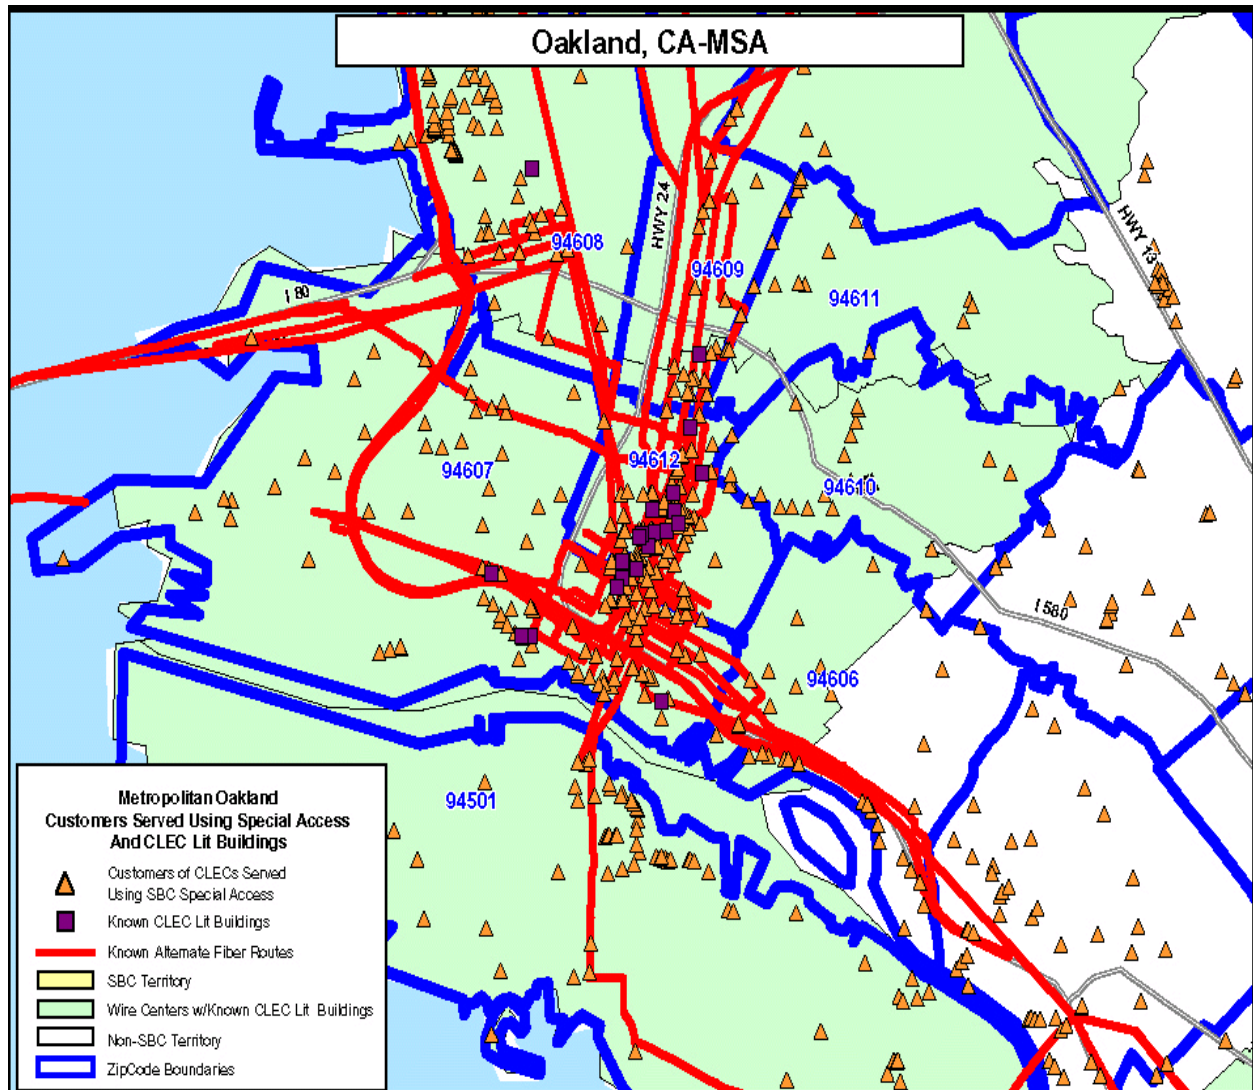 Oakland, CA-MSA
HWY 24
94608
94609
HWY 13
I 80
94611
94612
94607
94610
I 580
94606
94501
Metropolitan Oakland
Customers Served Using Special Access
And CLEC Lit Buildings
Customers of CLECs Served
Using SBC Special Access
Known CLEC Lit Buildings
Known Alternate Fiber Routes
SBC Territory
Wire Centers w/Known CLEC Lit Buildings
Non-SBC Territory
ZipCode Boundaries